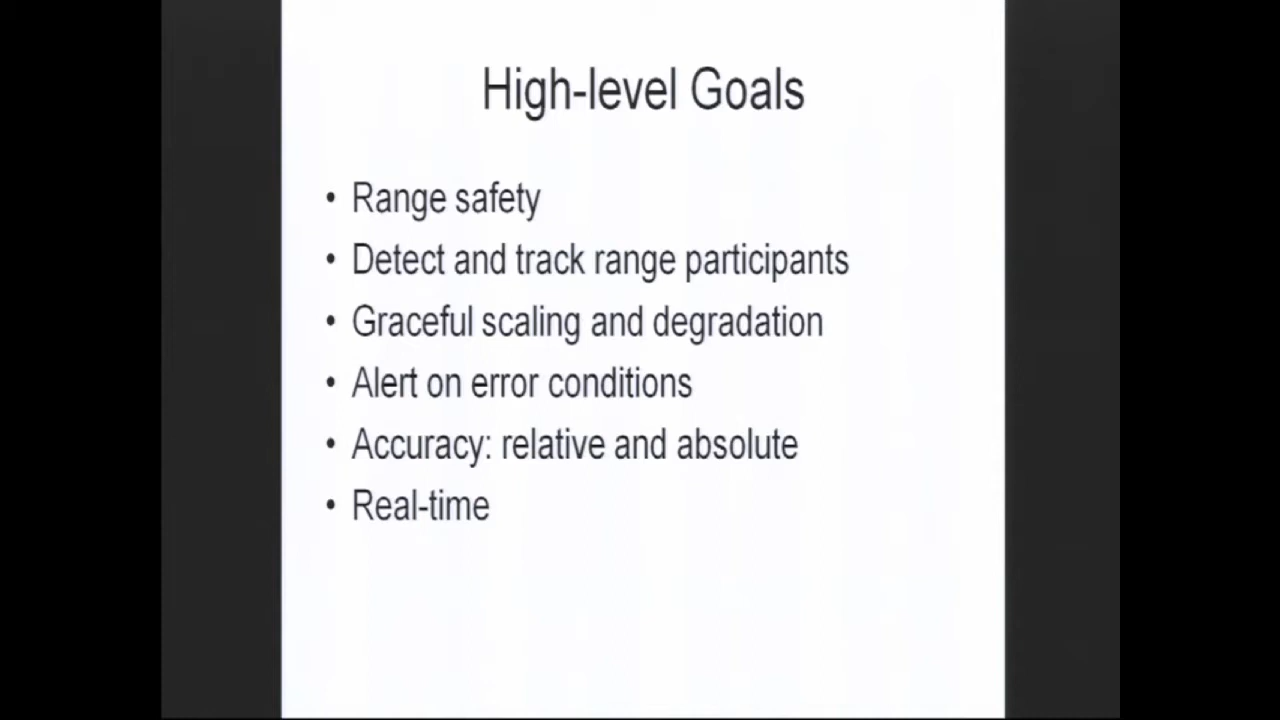 High-level Goals
• Range safety
• Detect and track range participants
• Graceful scaling and degradation
• Alert on error conditions
• Accuracy: relative and absolute
• Real-time